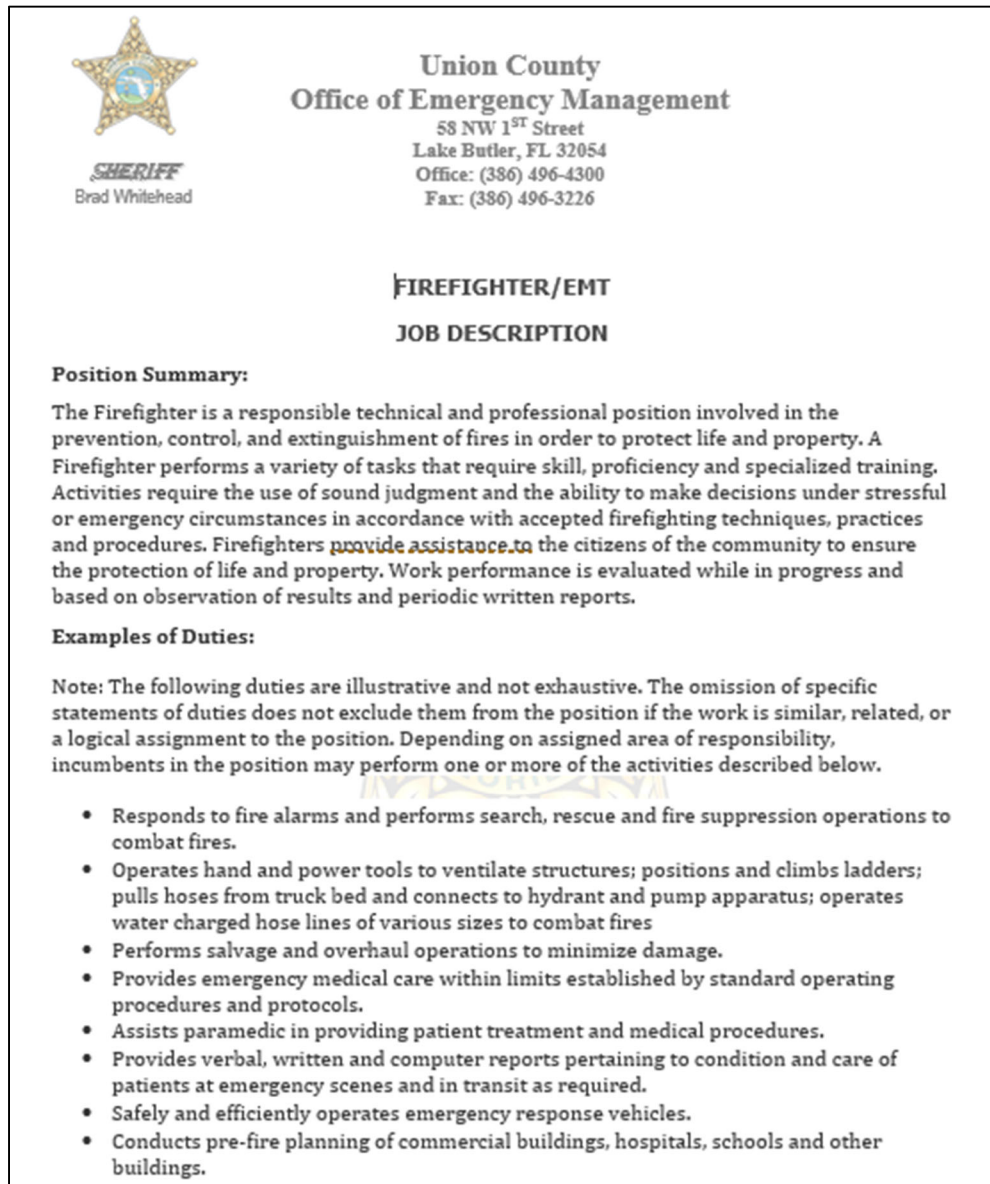 Union County
Office of Emergency Management
58 NW 1ST Street
Lake Butler, FL 32054
Office: (386) 496-4300
Fax: (386) 496-3226
SHERIFF
Brad Whitehead
FIREFIGHTER/EMT
JOB DESCRIPTION
Position Summary:
The Firefighter is a responsible technical and professional position involved in the
prevention, control, and extinguishment of fires in order to protect life and property. A
Firefighter performs a variety of tasks that require skill, proficiency and specialized training.
Activities require the use of sound judgment and the ability to make decisions under stressful
or emergency circumstances in accordance with accepted firefighting techniques, practices
and procedures. Firefighters provide assistance to the citizens of the community to ensure
the protection of life and property. Work performance is evaluated while in progress and
based on observation of results and periodic written reports.
Examples of Duties:
Note: The following duties are illustrative and not exhaustive. The omission of specific
statements of duties does not exclude them from the position if the work is similar, related, or
a logical assignment to the position. Depending on assigned area of responsibility,
incumbents in the position may perform one or more of the activities described below.
• Responds to fire alarms and performs search, rescue and fire suppression operations to
combat fires.
• Operates hand and power tools to ventilate structures; positions and climbs ladders;
pulls hoses from truck bed and connects to hydrant and pump apparatus; operates
water charged hose lines of various sizes to combat fires
• Performs salvage and overhaul operations to minimize damage.
• Provides emergency medical care within limits established by standard operating
procedures and protocols.
• Assists paramedic in providing patient treatment and medical procedures.
• Provides verbal, written and computer reports pertaining to condition and care of
patients at emergency scenes and in transit as required.
• Safely and efficiently operates emergency response vehicles.
• Conducts pre-fire planning of commercial buildings, hospitals, schools and other
buildings.